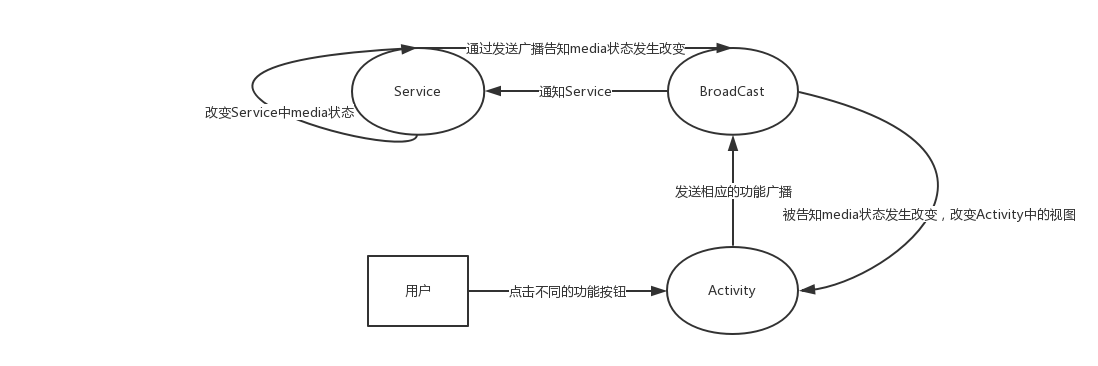 通过发送广播告知media状态发生改变
Service
通知Service
BroadCast
改变Service中media状态
发送相应的功能广播
被告知media状态发生改变，改变Activity中的视图
用户
点击不同的功能按钮
Activity